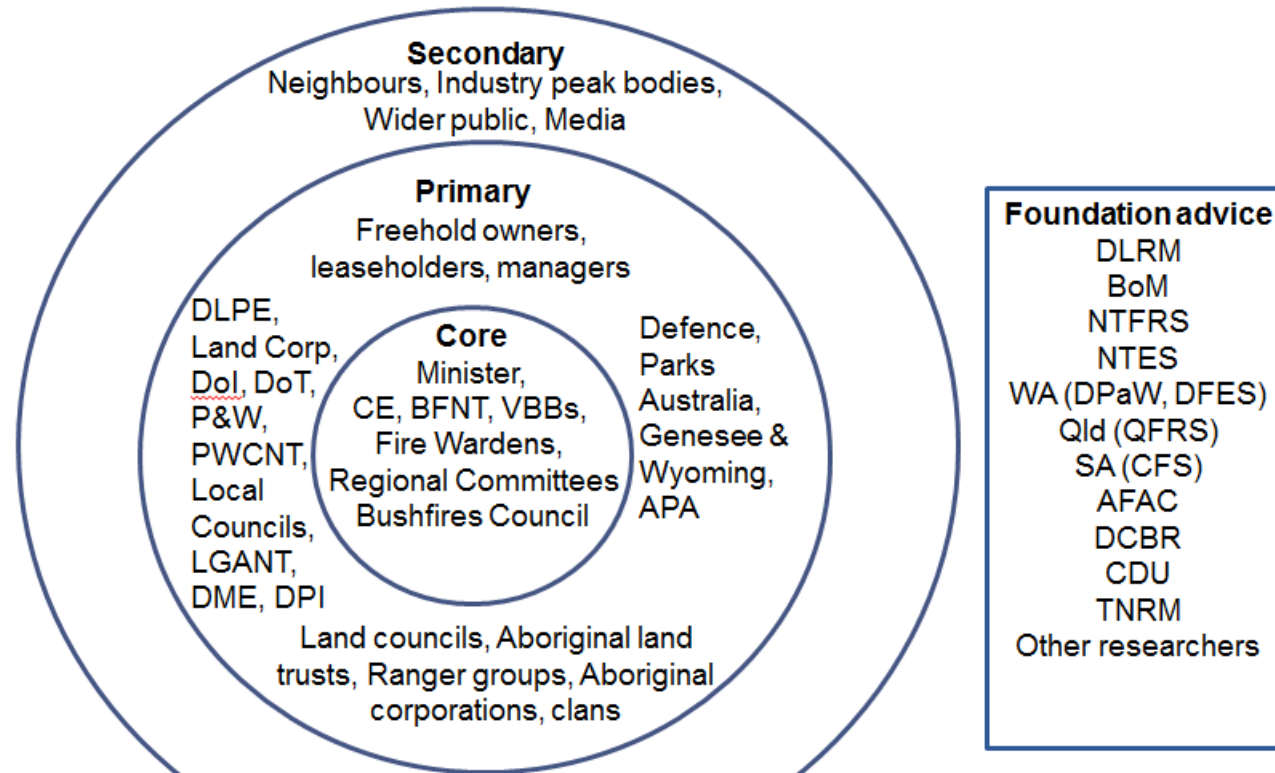 Secondary
Neighbours, Industry peak bodies,
Wider public, Media
Primary
Freehold owners,
leaseholders, managers
DLPE,
Land Corp,
DoI, DoT,
P&W,
PWCNT,
Local
Councils,
LGANT,
DME, DPI
Core
Minister,
CE, BFNT, VBBs,
Fire Wardens,
Regional Committees
Bushfires Council
Defence,
Parks
Australia,
Genesee &
Wyoming,
APA
Land councils, Aboriginal land
trusts, Ranger groups, Aboriginal
corporations, clans
Foundation advice
DLRM
BoM
NTFRS
NTES
WA (DPaW, DFES)
Qld (QFRS)
SA (CFS)
AFAC
DCBR
CDU
TNRM
Other researchers